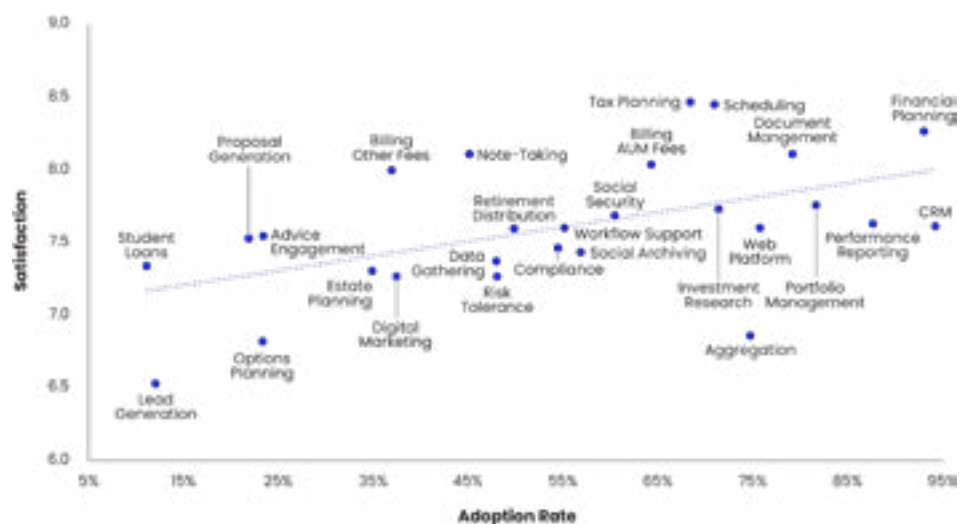 9.0
8.5
8.0
7.5
7.0
6.5
6.0
Satisfaction
Tax Planning
Scheduling
Financial
Planning
Document
Mangement
Proposal
Generation
Billing
Other Fees
Note-Taking
Billing
AUM Fees
Social
Security
Retirement
Distribution
Student
Loans
Advice
Engagement
Workflow Support
CRM
Data
Gathering
Compliance
Social Archiving
Web
Platform
Performance
Reporting
Estate
Planning
Risk
Tolerance
Investment
Research
Portfolio
Management
Digital
Marketing
Options
Planning
Aggregation
Lead
Generation
5% 15% 25% 35% 45% 55% 65% 75% 85% 95%
Adoption Rate